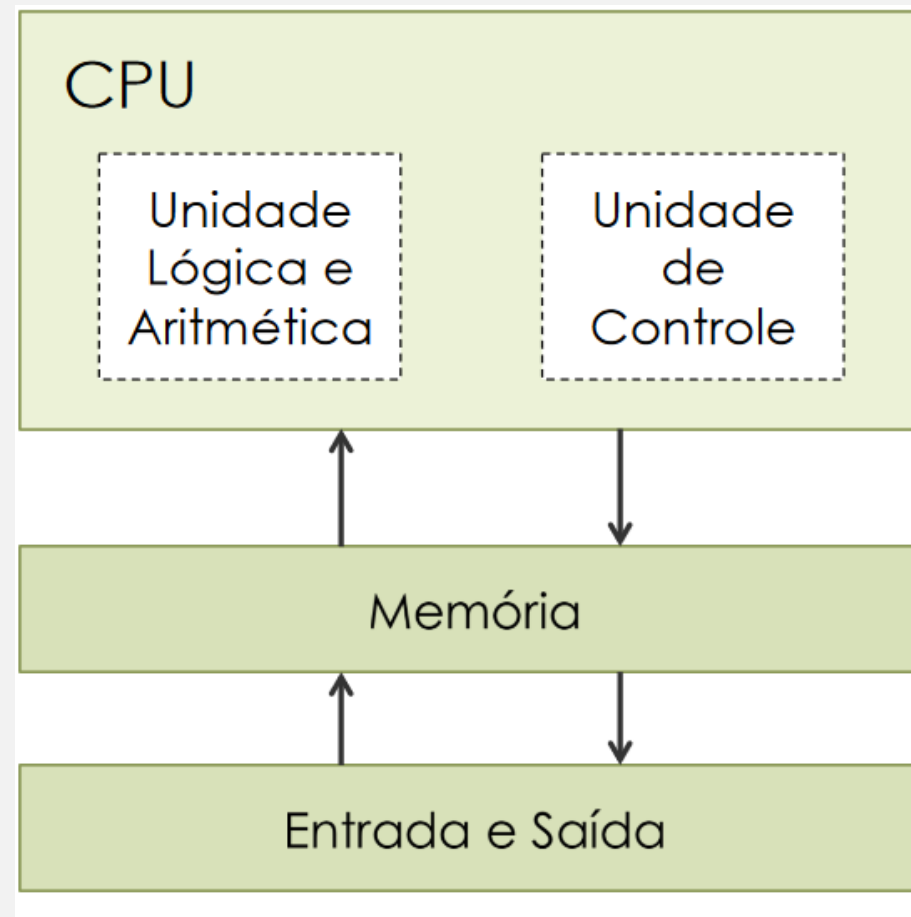 CPU
Unidade
Lógica e
Aritmética
Unidade
de
Controle
Memória
Entrada e Saída